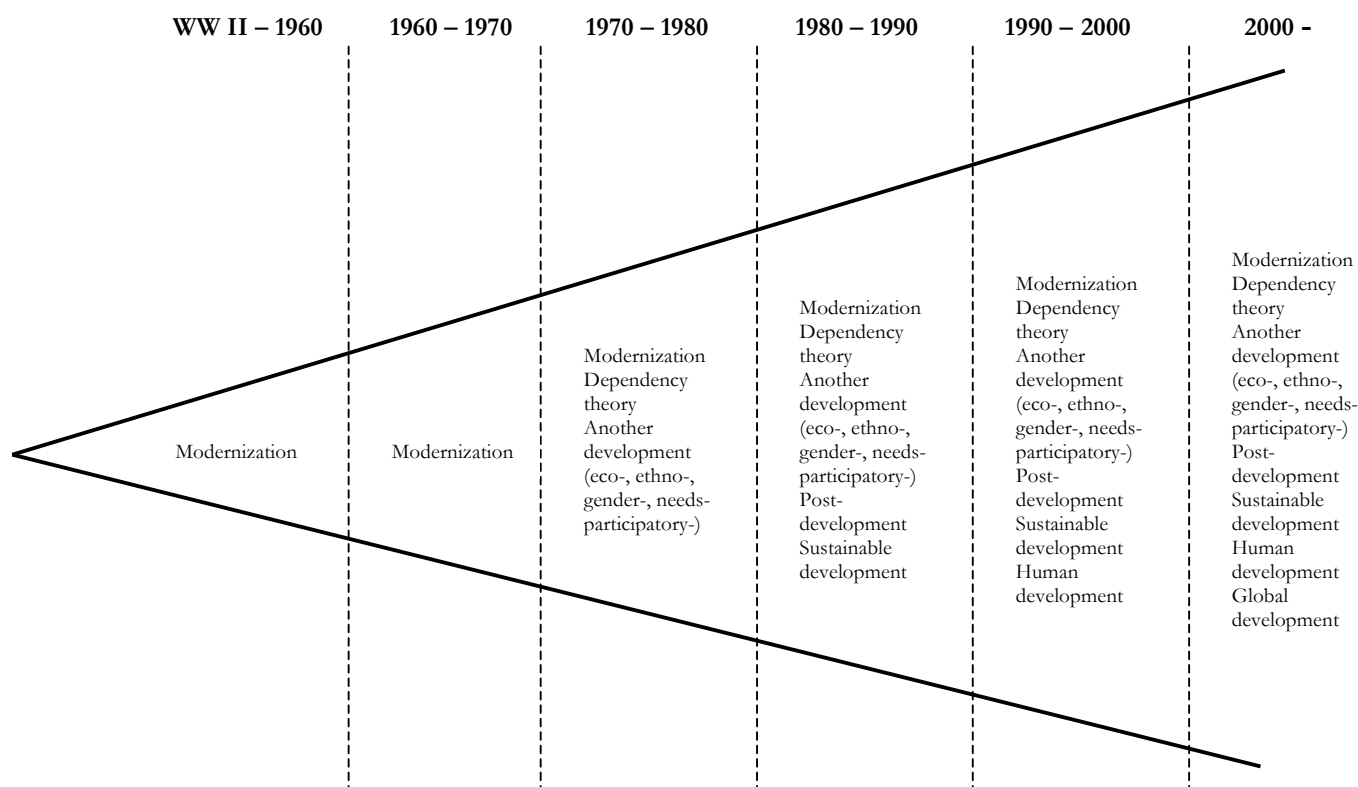 WW II – 1960
1960 – 1970
1970 – 1980
1980 – 1990
1990 – 2000
2000 -
Modernization
Modernization
Modernization
Dependency
theory
Another
development
(eco-, ethno-,
gender-, needs-
participatory-)
Modernization
Dependency
theory
Another
development
(eco-, ethno-,
gender-, needs-
participatory-)
Post-
development
Sustainable
development
Modernization
Dependency
theory
Another
development
(eco-, ethno-,
gender-, needs-
participatory-)
Post-
development
Sustainable
development
Human
development
Modernization
Dependency
theory
Another
development
(eco-, ethno-,
gender-, needs-
participatory-)
Post-
development
Sustainable
development
Human
development
Global
development